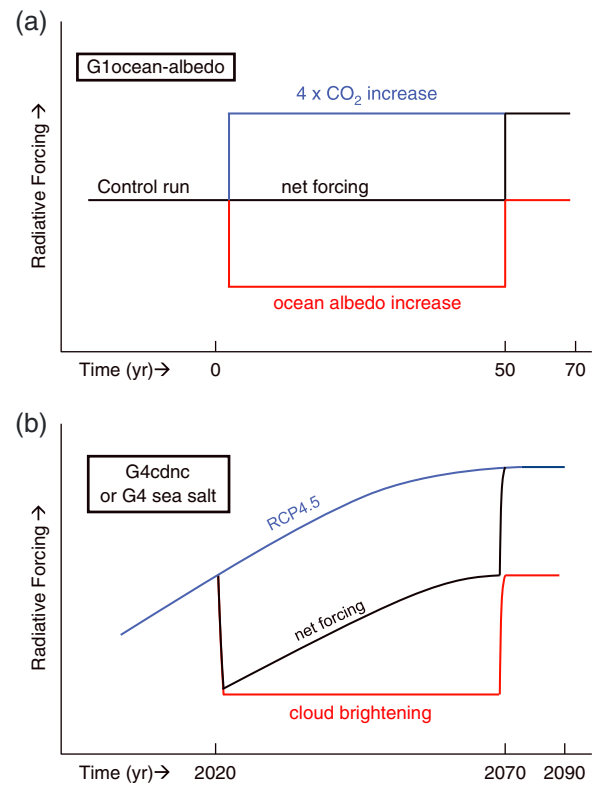 (a)
G1ocean-albedo
4 x CO₂ increase
Radiative Forcing →
Control run
net forcing
ocean albedo increase
Time (yr)→
0
50
70
(b)
G4cdnc
or G4 sea salt
RCP4.5
Radiative Forcing →
net forcing
cloud brightening
Time (yr)→
2020
2070
2090